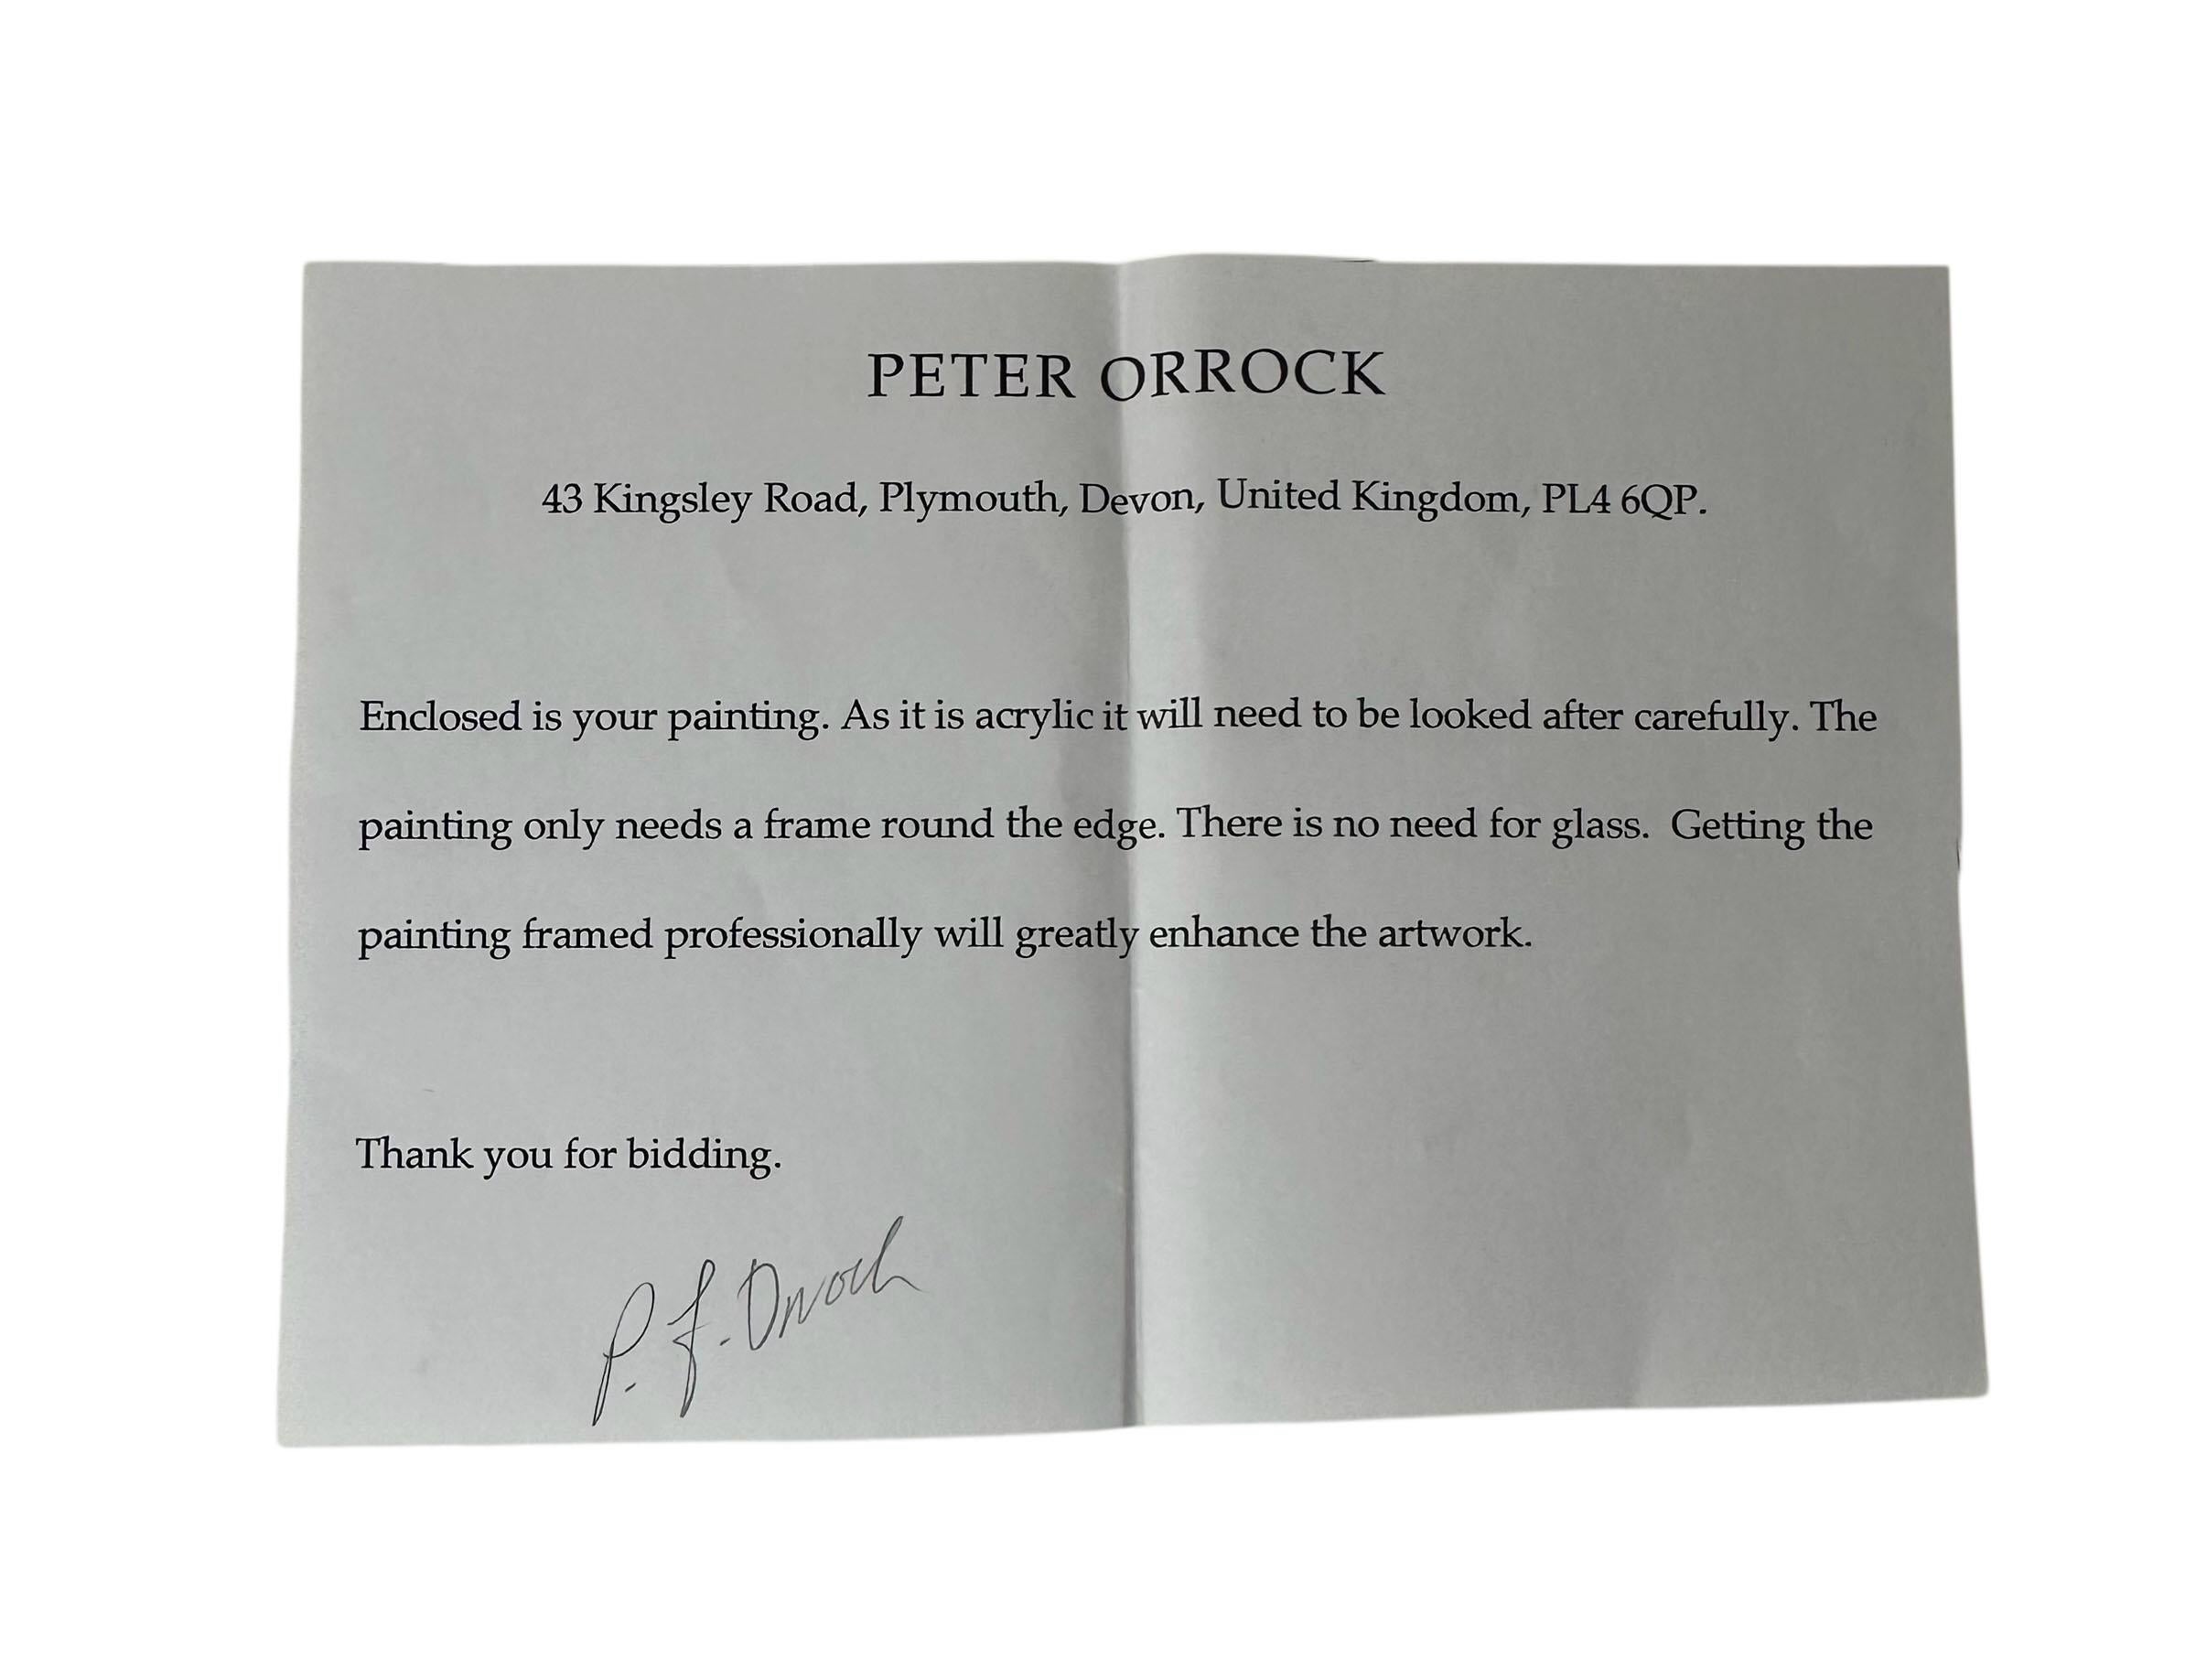 PETER ORROCK
43 Kingsley Road, Plymouth, Devon, United Kingdom, PL4 6QP.
Enclosed is your painting. As it is acrylic it will need to be looked after carefully. The
painting only needs a frame round the edge. There is no need for glass.  Getting the
painting framed professionally will greatly enhance the artwork.
Thank you for bidding.
P. J. Orrock